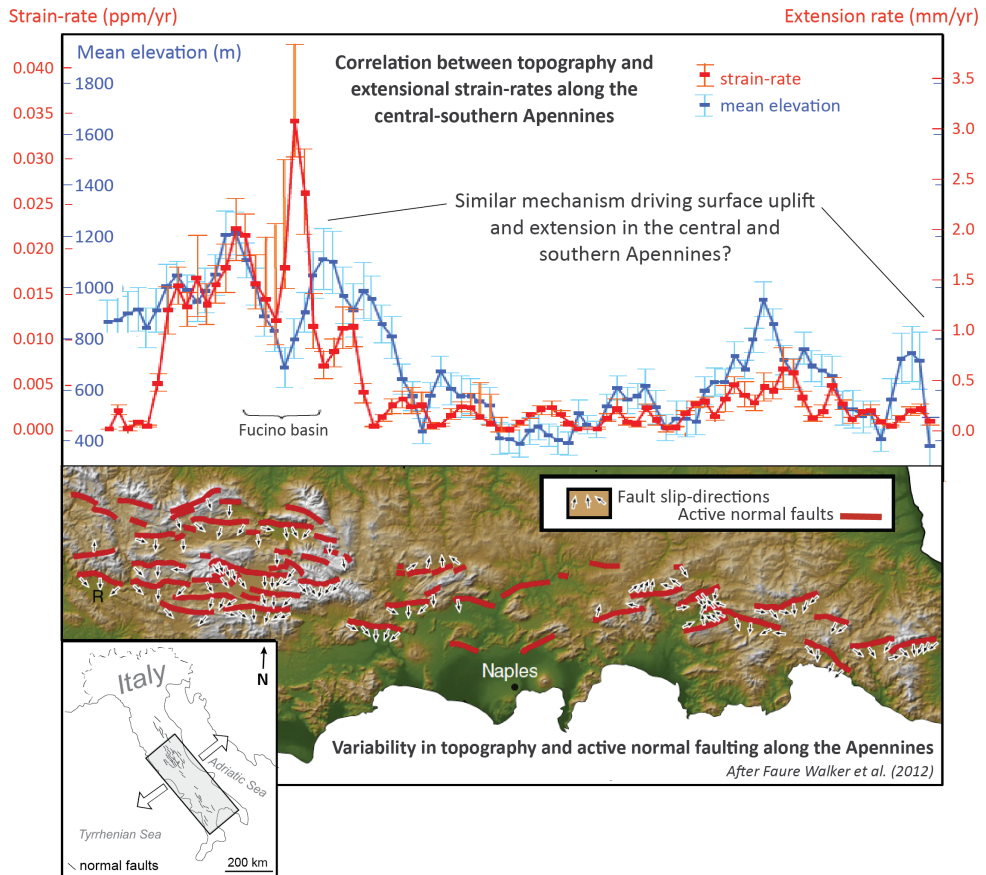 Strain-rate (ppm/yr)
Extension rate (mm/yr)
Mean elevation (m)
Correlation between topography and
extensional strain-rates along the
central-southern Apennines
strain-rate
mean elevation
0.040
0.035
0.030
0.025
0.020
0.015
0.010
0.005
0.000
1800
1600
1400
1200
1000
800
600
400
3.5
3.0
2.5
2.0
1.5
1.0
0.5
0.0
Similar mechanism driving surface uplift
and extension in the central and
southern Apennines?
Fucino basin
Fault slip-directions
Active normal faults
R
Naples
Variability in topography and active normal faulting along the Apennines
After Faure Walker et al. (2012)
Italy
N
Adriatic Sea
Tyrrhenian Sea
normal faults
200 km